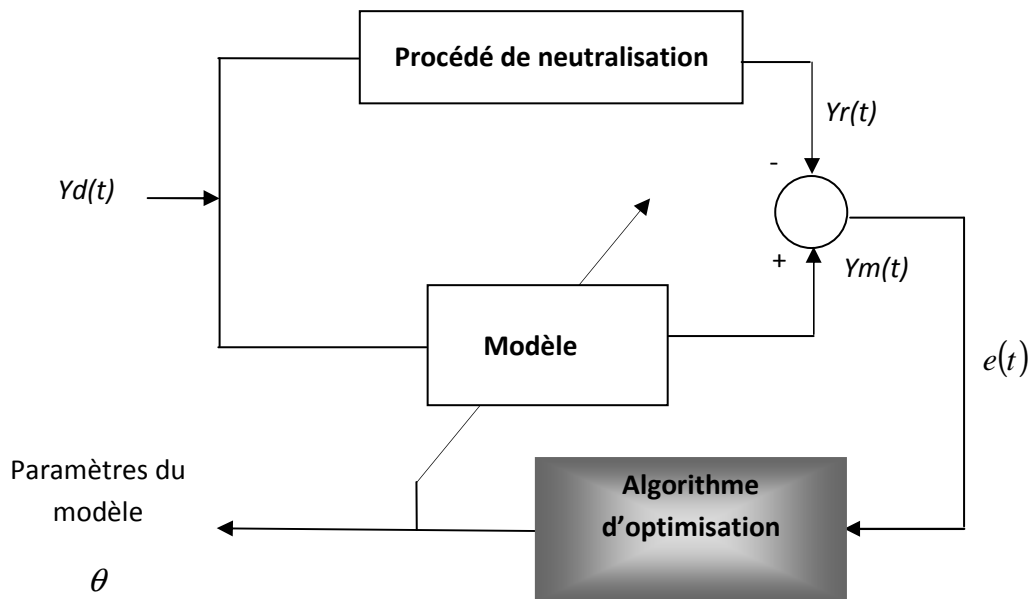 Procédé de neutralisation
Yr(t)
-
Yd(t)
+
Ym(t)
Modèle
e(t)
Paramètres du
modèle
θ
Algorithme
d’optimisation